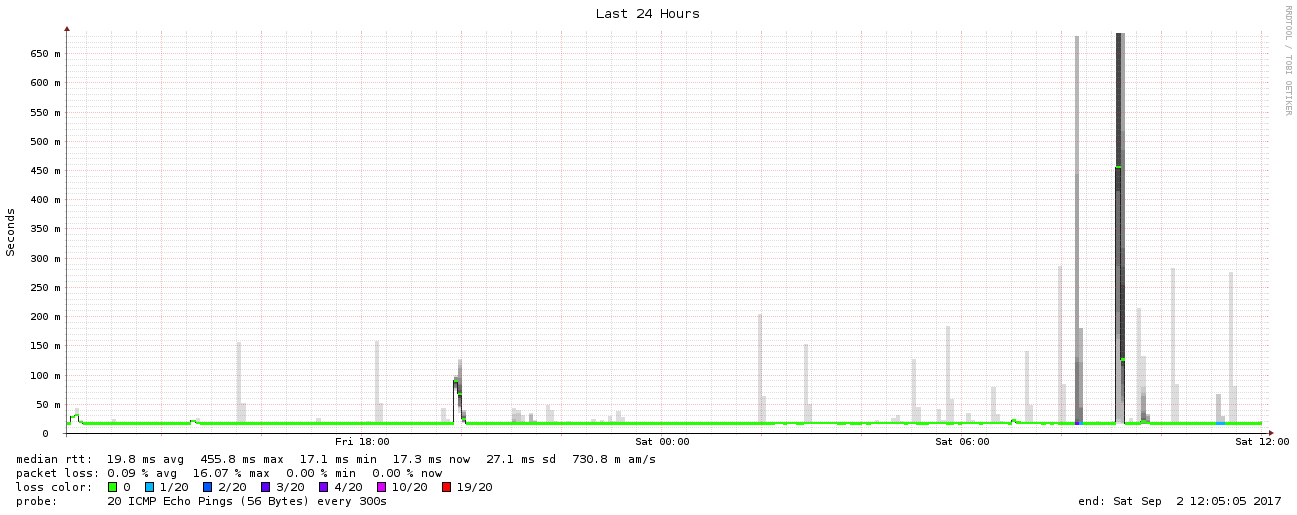 Last 24 Hours
RRDTOOL / TOBI OETIKER
Seconds
650 m
600 m
550 m
500 m
450 m
400 m
350 m
300 m
250 m
200 m
150 m
100 m
50 m
0
Fri 18:00 Sat 00:00 Sat 06:00 Sat 12:00
median rtt: 19.8 ms avg 455.8 ms max 17.1 ms min 17.3 ms now 27.1 ms sd 730.8 m am/s
packet loss: 0.09 % avg 16.07 % max 0.00 % min 0.00 % now
loss color: 0 1/20 2/20 3/20 4/20 10/20 19/20
probe: 20 ICMP Echo Pings (56 Bytes) every 300s end: Sat Sep 2 12:05:05 2017